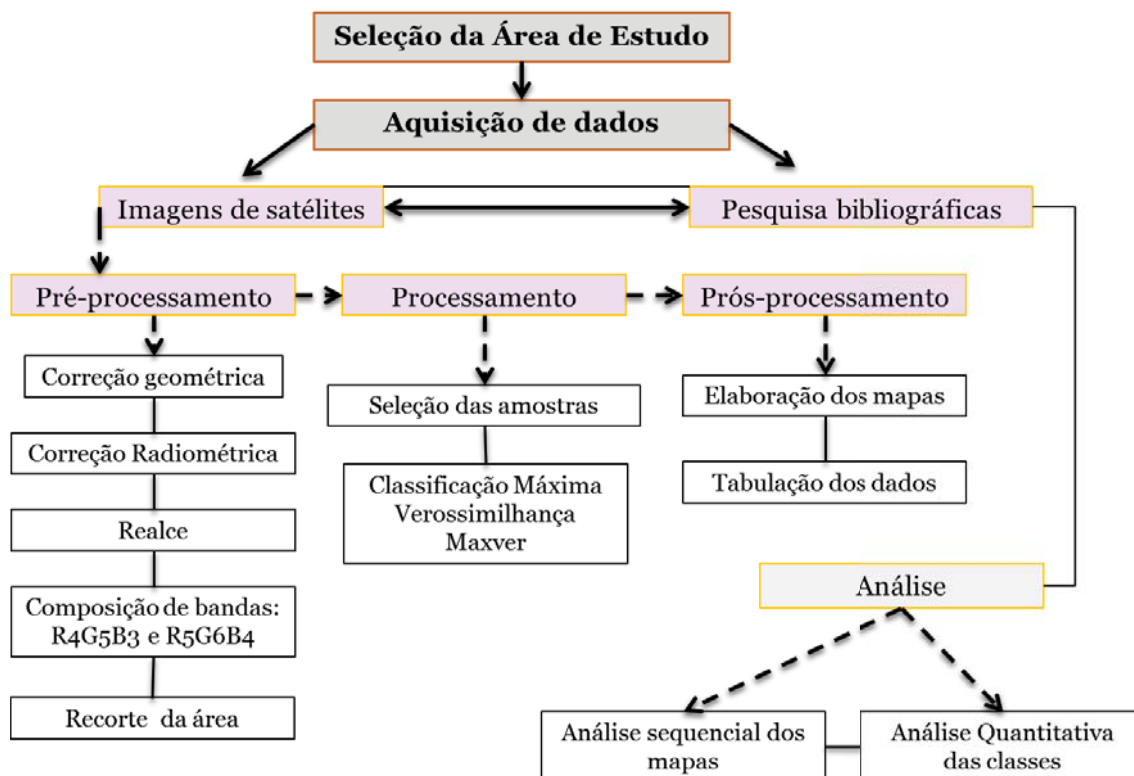 Seleção da Área de Estudo
Aquisição de dados
Imagens de satélites
Pesquisa bibliográficas
Pré-processamento
Processamento
Prós-processamento
Correção geométrica
Correção Radiométrica
Realce
Composição de bandas:
R4G5B3 e R5G6B4
Recorte da área
Seleção das amostras
Classificação Máxima
Verossimilhança
Maxver
Elaboração dos mapas
Tabulação dos dados
Análise
Análise sequencial dos
mapas
Análise Quantitativa
das classes